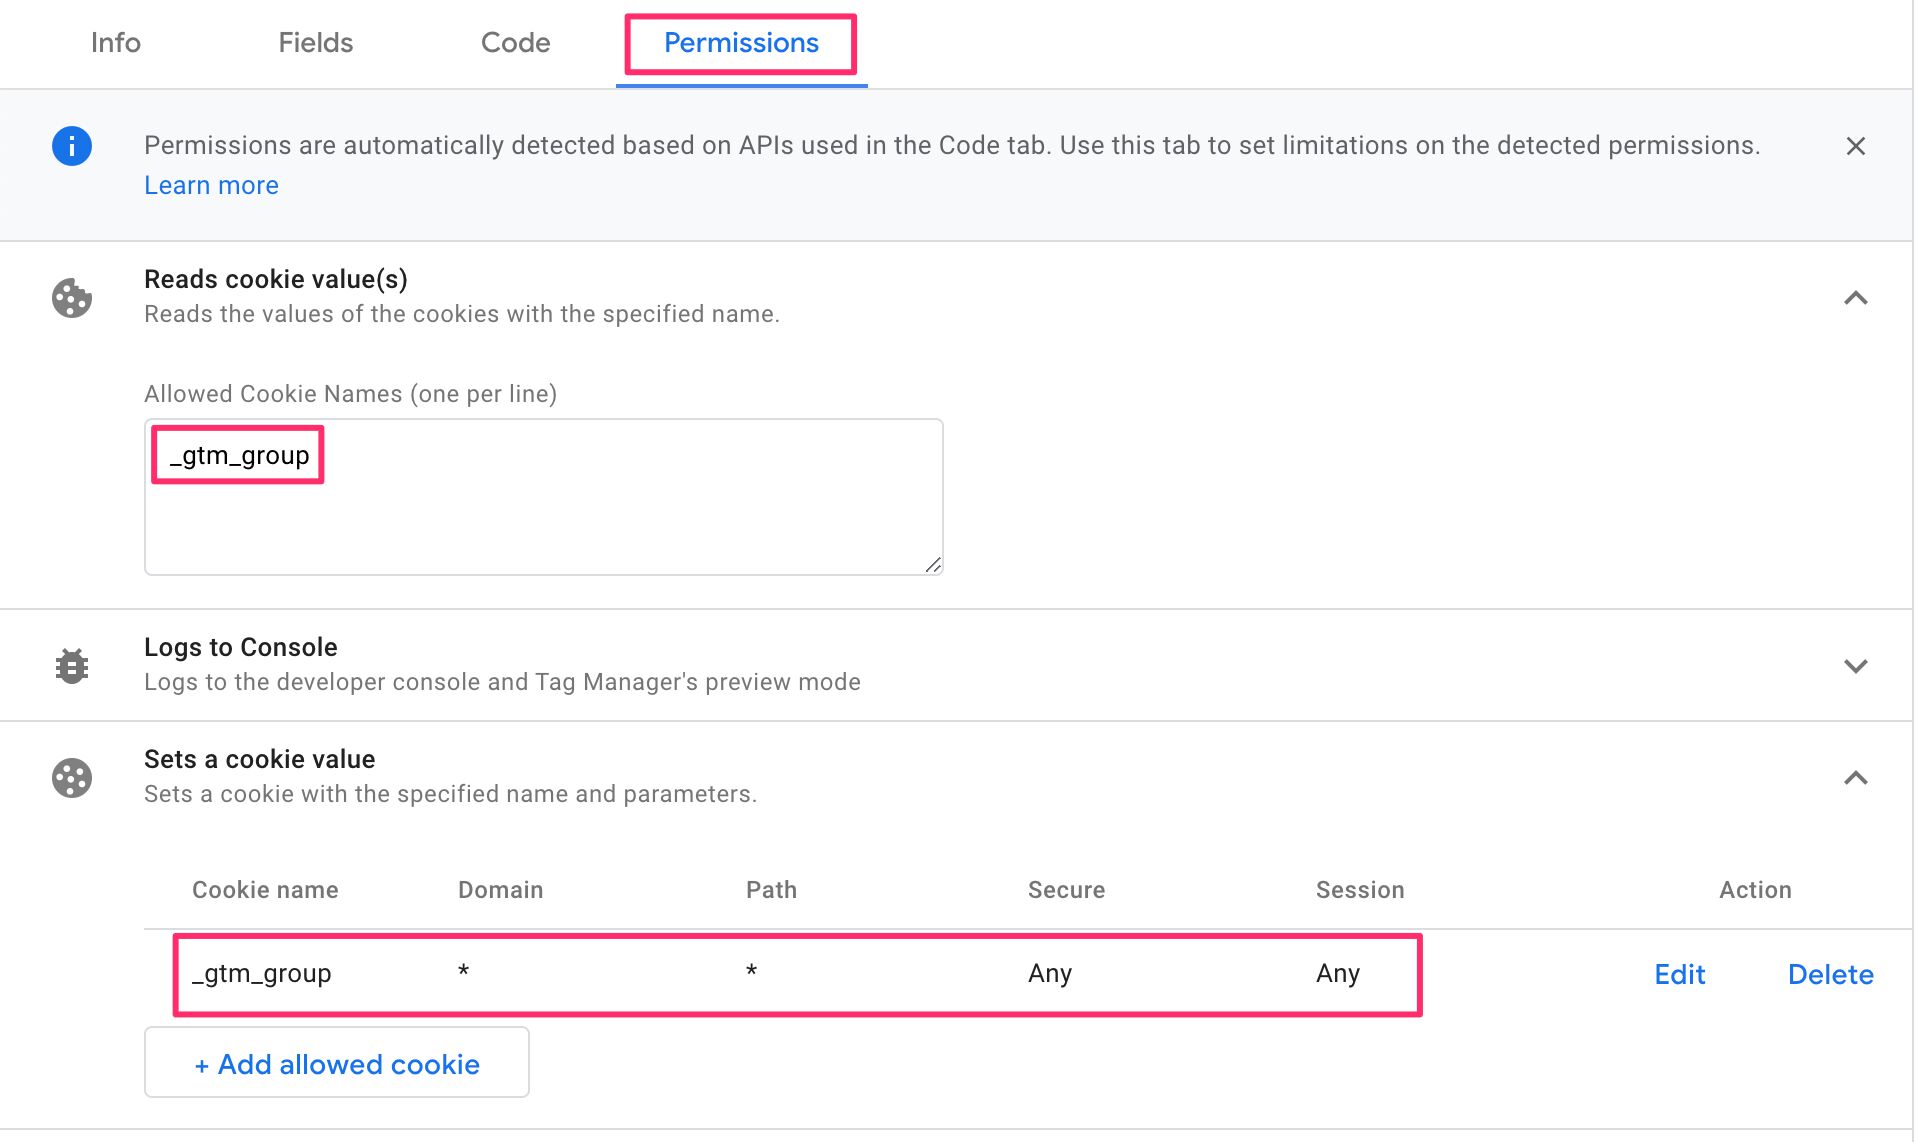 Info Fields Code Permissions
Permissions are automatically detected based on APIs used in the Code tab. Use this tab to set limitations on the detected permissions.
Learn more
Reads cookie value(s)
Reads the values of the cookies with the specified name.
Allowed Cookie Names (one per line)
_gtm_group
Logs to Console
Logs to the developer console and Tag Manager's preview mode
Sets a cookie value
Sets a cookie with the specified name and parameters.
Cookie name Domain Path Secure Session Action
_gtm_group * * Any Any Edit Delete
+ Add allowed cookie